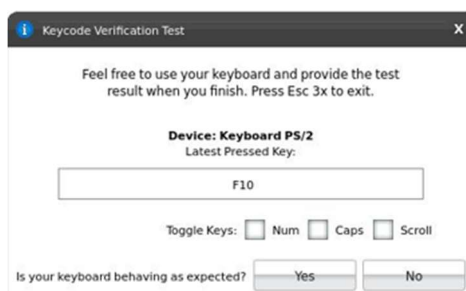 Keycode Verification Test X
Feel free to use your keyboard and provide the test
result when you finish. Press Esc 3x to exit.
Device: Keyboard PS/2
Latest Pressed Key:
F10
Toggle Keys: Num Caps Scroll
Is your keyboard behaving as expected? Yes No